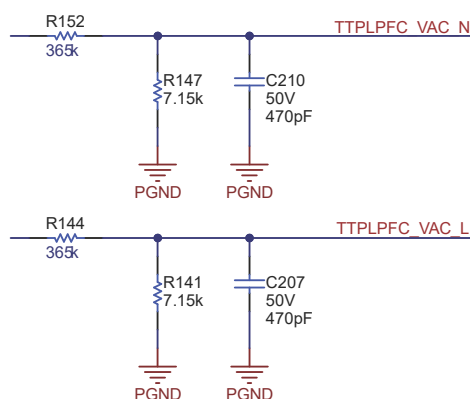 R152
365k
TTPLPFC_VAC_N
R147
7.15k
C210
50V
470pF
PGND
PGND
R144
365k
TTPLPFC_VAC_L
R141
7.15k
C207
50V
470pF
PGND
PGND